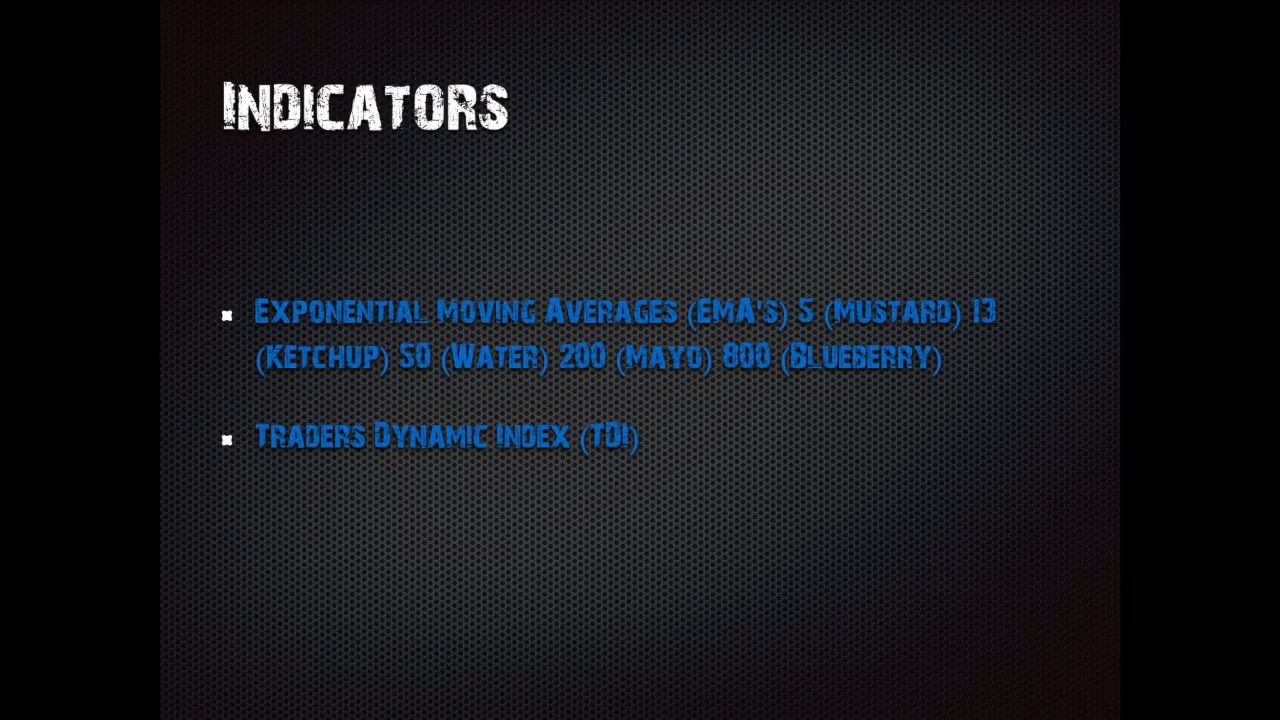 Indicators
Exponential moving Averages (EMA's) 5 (Mustard) 13
(Ketchup) 50 (Water) 200 (Mayo) 800 (Blueberry)
Traders Dynamic Index (TDI)